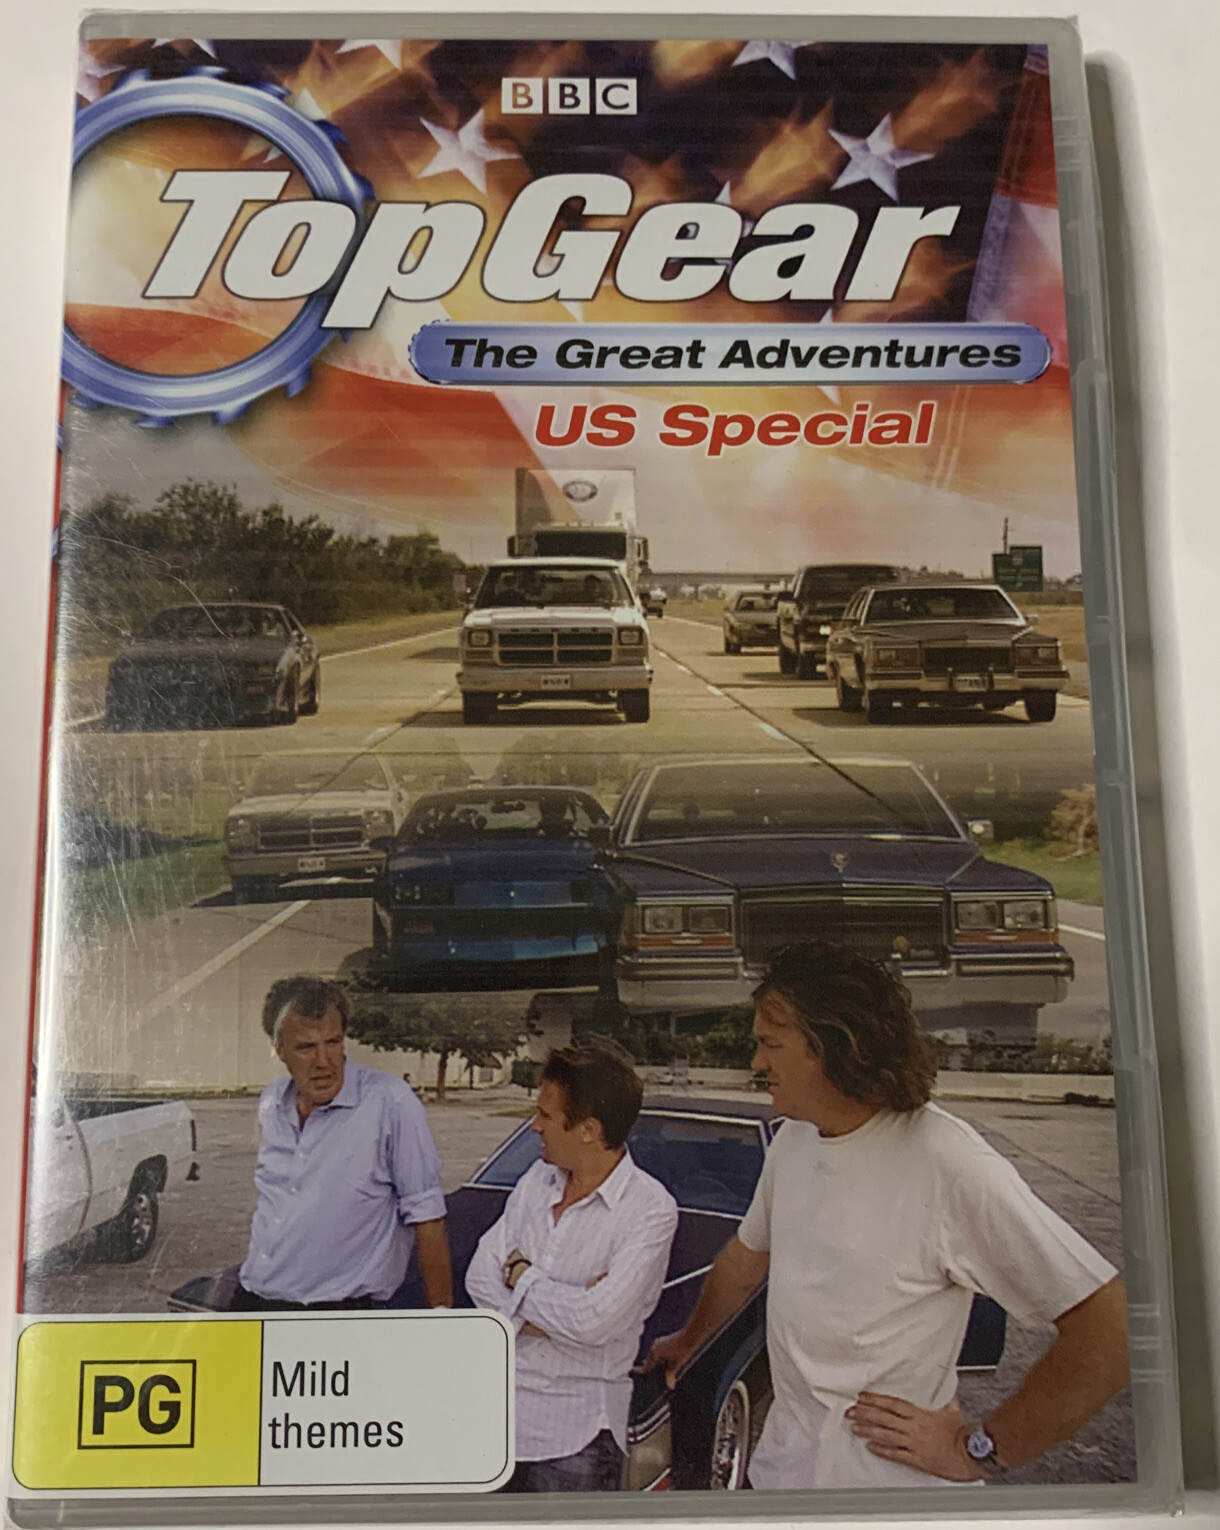 BBC
TopGear
The Great Adventures
US Special
PG
Mild
themes